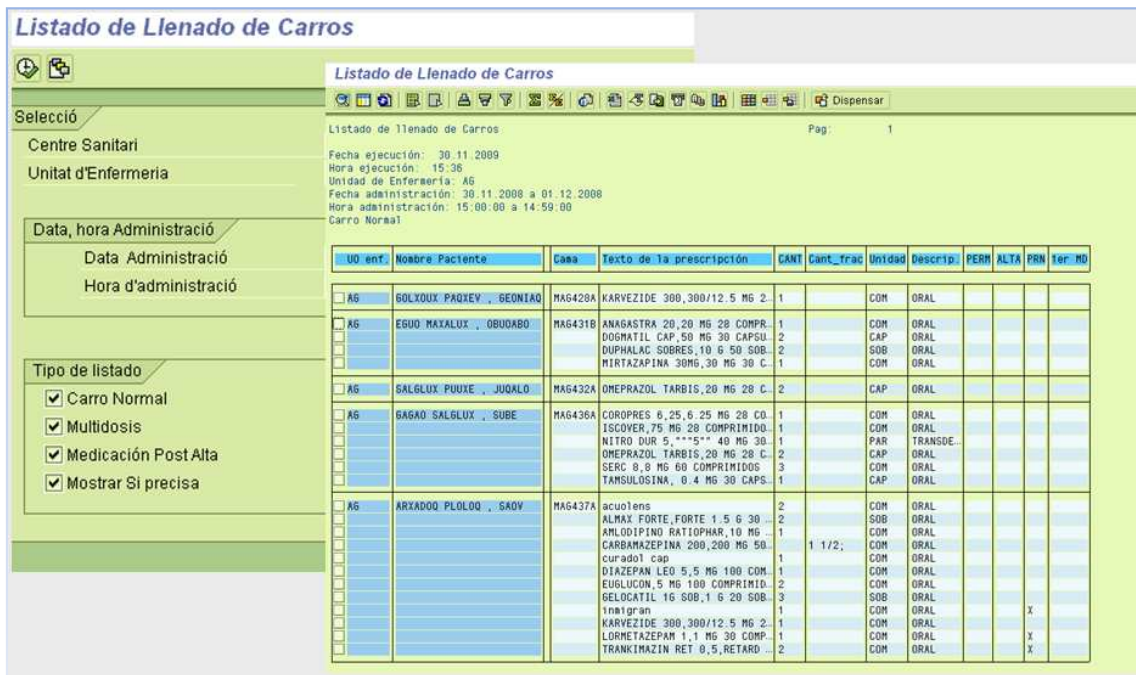 Listado de Llenado de Carros
Selecció
Centre Sanitari
Unitat d'Enfermeria
Data, hora Administració
Data Administració
Hora d'administració
Tipo de listado
Carro Normal
Multidosis
Medicación Post Alta
Mostrar Si precisa
Listado de Llenado de Carros
Dispensar
Listado de llenado de Carros Pag: 1
Fecha ejecución: 30.11.2009
Hora ejecución: 15:36
Unidad de Enfermería: AG
Fecha administración: 30.11.2008 a 01.12.2008
Hora administración: 15:00:00 a 14:59:00
Carro Normal
UO enf. Nombre Paciente Cama Texto de la prescripción CANT Cant_frac Unidad Descrip. PERM ALTA PRN 1er MD
AG GOLXOUX PAQXEV , GEONIAQ MAG428A KARVEZIDE 300,300/12.5 MG 2… 1 COM ORAL
AG EGUO MAXALUX , OBUOABO MAG431B ANAGASTRA 20,20 MG 28 COMPR… 1 COM ORAL
DOGMATIL CAP,50 MG 30 CAPSU… 2 CAP ORAL
DUPHALAC SOBRES,10 G 50 SOB… 2 SOB ORAL
MIRTAZAPINA 30MG,30 MG 30 C… 1 COM ORAL
AG SALGLUX PUUXE , JUQALO MAG432A OMEPRAZOL TARBIS,20 MG 28 C… 2 CAP ORAL
AG GAGAO SALGLUX , SUBE MAG436A COROPRES 6,25,6.25 MG 28 CO… 1 COM ORAL
ISCOVER,75 MG 28 COMPRIMIDO… 1 COM ORAL
NITRO DUR 5,"""5"" 40 MG 30… 1 PAR TRANSDE…
OMEPRAZOL TARBIS,20 MG 28 C… 2 CAP ORAL
SERC 8,8 MG 60 COMPRIMIDOS 3 COM ORAL
TAMSULOSINA, 0.4 MG 30 CAPS… 1 CAP ORAL
AG ARXADOQ PLOLOQ , SAOV MAG437A acuolens 2 COM ORAL
ALMAX FORTE,FORTE 1.5 G 30 … 2 SOB ORAL
AMLODIPINO RATIOPHAR,10 MG … 1 COM ORAL
CARBAMAZEPINA 200,200 MG 50… 1 1/2; COM ORAL
curadol cap 1 COM ORAL
DIAZEPAN LEO 5,5 MG 100 COM… 1 COM ORAL
EUGLUCON,5 MG 100 COMPRIMID… 2 COM ORAL
GELOCATIL 1G SOB,1 G 20 SOB… 3 SOB ORAL
inmigran 1 COM ORAL X
KARVEZIDE 300,300/12.5 MG 2… 1 COM ORAL
LORMETAZEPAM 1,1 MG 30 COMP… 1 COM ORAL X
TRANKIMAZIN RET 0,5,RETARD … 2 COM ORAL X